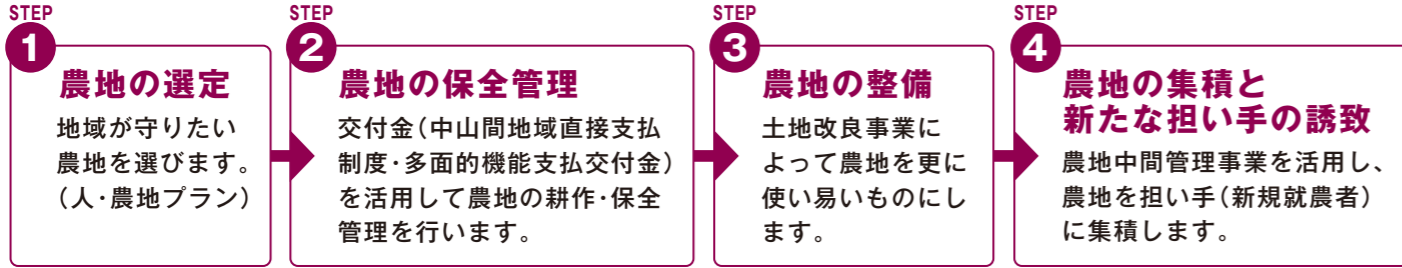 STEP
1
農地の選定
地域が守りたい
農地を選びます。
(人・農地プラン)
STEP
2
農地の保全管理
交付金(中山間地域直接支払
制度・多面的機能支払交付金)
を活用して農地の耕作・保全
管理を行います。
STEP
3
農地の整備
土地改良事業に
よって農地を更に
使い易いものにし
ます。
STEP
4
農地の集積と
新たな担い手の誘致
農地中間管理事業を活用し、
農地を担い手(新規就農者)
に集積します。